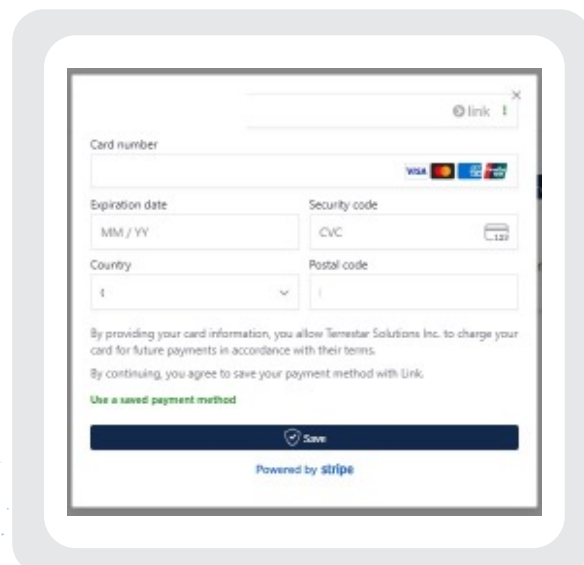 link
Card number
VISA
Expiration date Security code
MM / YY CVC
123
Country Postal code
By providing your card information, you allow Terrestar Solutions Inc. to charge your
card for future payments in accordance with their terms.
By continuing, you agree to save your payment method with Link.
Use a saved payment method
Save
Powered by stripe